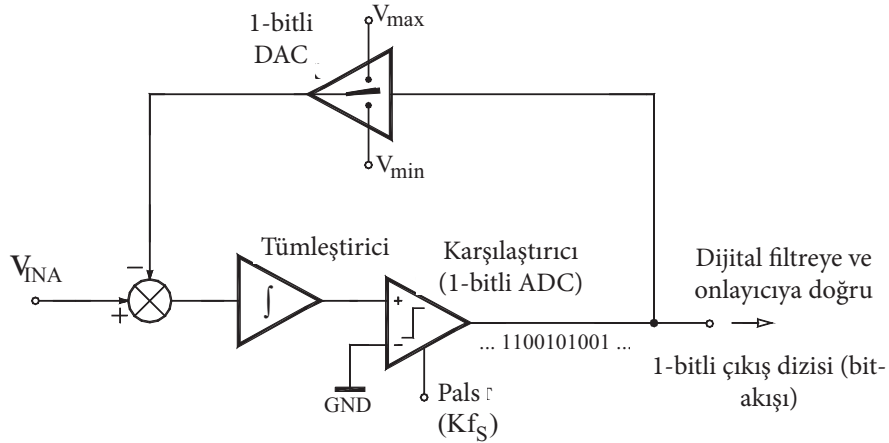 1-bitli
DAC
Vmax
Vmin
VINA
−
+
Tümleştirici
∫
Karşılaştırıcı
(1-bitli ADC)
+
−
GND
Pals
(KfS)
... 1100101001 ...
Dijital filtreye ve
onlayıcıya doğru
1-bitli çıkış dizisi (bit-
akışı)